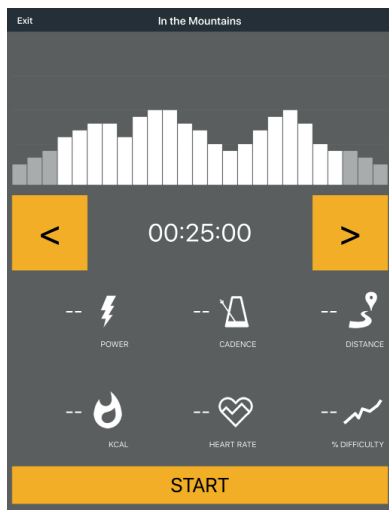 Exit In the Mountains
< 00:25:00 >
-- -- --
POWER CADENCE DISTANCE
-- -- --
KCAL HEART RATE % DIFFICULTY
START